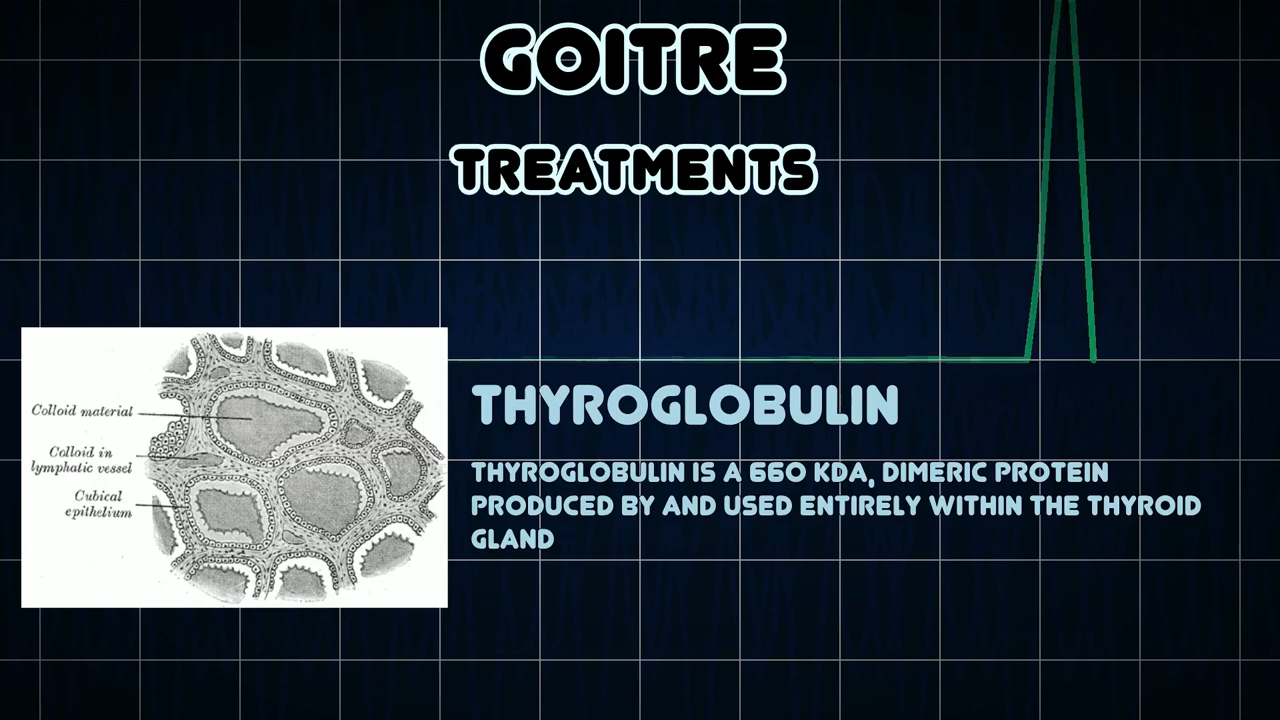 GOITRE
TREATMENTS
Colloid material
Colloid in
lymphatic vessel
Cubical
epithelium
THYROGLOBULIN
THYROGLOBULIN IS A 660 KDA, DIMERIC PROTEIN
PRODUCED BY AND USED ENTIRELY WITHIN THE THYROID
GLAND